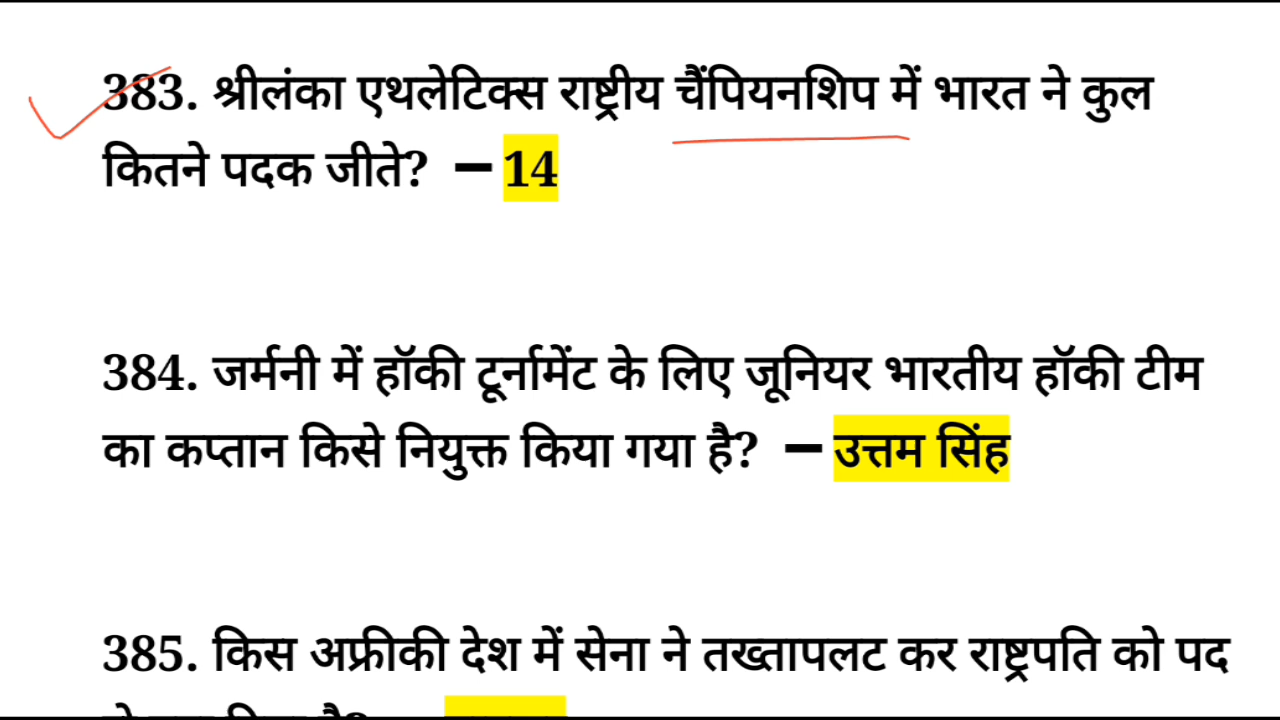 383. श्रीलंका एथलेटिक्स राष्ट्रीय चैंपियनशिप में भारत ने कुल
कितने पदक जीते? – 14
384. जर्मनी में हॉकी टूर्नामेंट के लिए जूनियर भारतीय हॉकी टीम
का कप्तान किसे नियुक्त किया गया है? – उत्तम सिंह
385. किस अफ्रीकी देश में सेना ने तख्तापलट कर राष्ट्रपति को पद